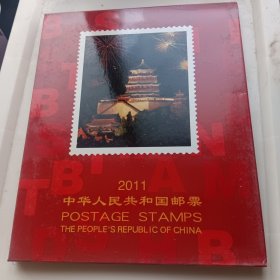 2011
中华人民共和国邮票
POSTAGE STAMPS
THE PEOPLE'S REPUBLIC OF CHINA